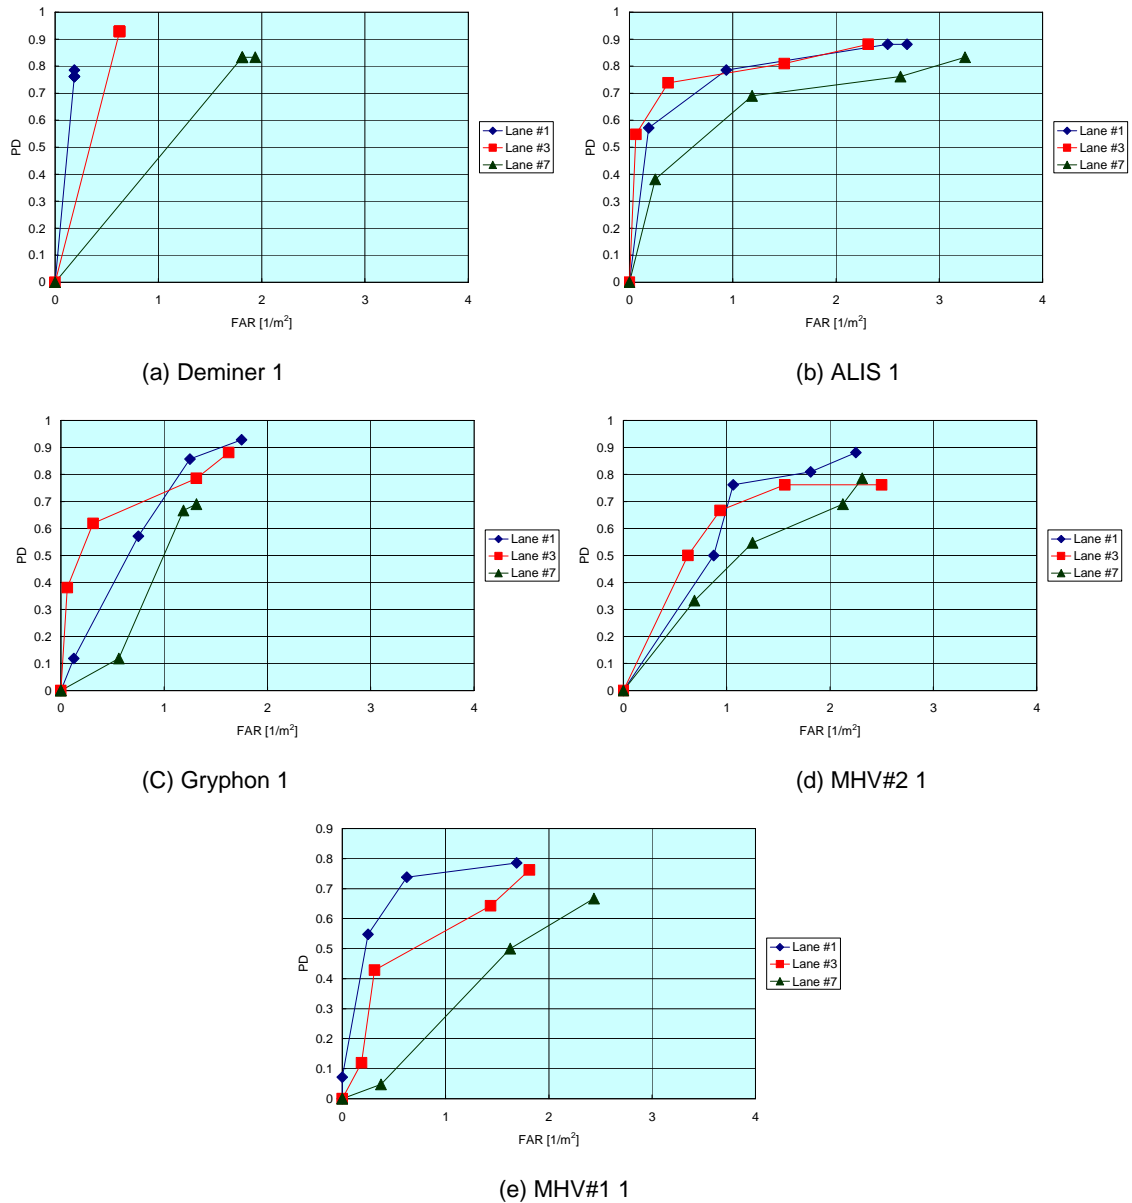 1
0.9
0.8
0.7
0.6
0.5
0.4
0.3
0.2
0.1
0
PD
0 1 2 3 4
FAR [1/m²]
Lane #1
Lane #3
Lane #7
(a) Deminer 1
1
0.9
0.8
0.7
0.6
0.5
0.4
0.3
0.2
0.1
0
PD
0 1 2 3 4
FAR [1/m²]
Lane #1
Lane #3
Lane #7
(b) ALIS 1
1
0.9
0.8
0.7
0.6
0.5
0.4
0.3
0.2
0.1
0
PD
0 1 2 3 4
FAR [1/m²]
Lane #1
Lane #3
Lane #7
(C) Gryphon 1
1
0.9
0.8
0.7
0.6
0.5
0.4
0.3
0.2
0.1
0
PD
0 1 2 3 4
FAR [1/m²]
Lane #1
Lane #3
Lane #7
(d) MHV#2 1
0.9
0.8
0.7
0.6
0.5
0.4
0.3
0.2
0.1
0
PD
0 1 2 3 4
FAR [1/m²]
Lane #1
Lane #3
Lane #7
(e) MHV#1 1